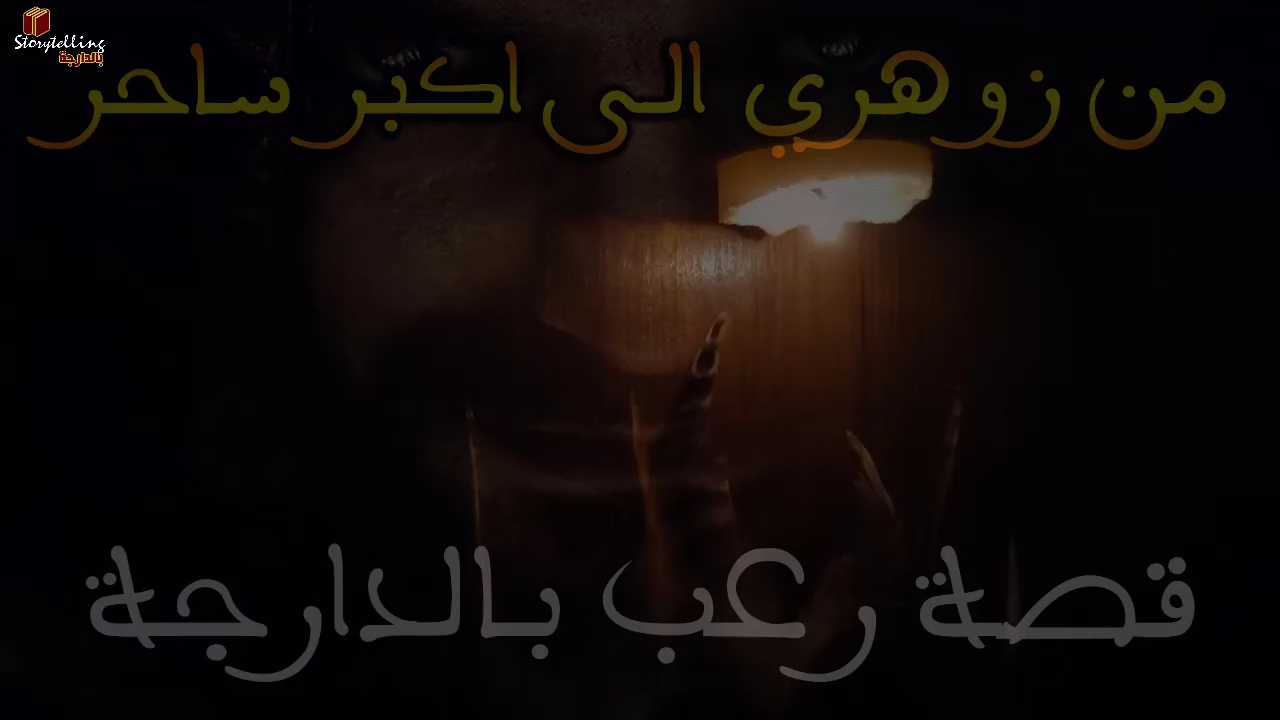 Storytelling
بالدارجة
من زوهري الى اكبر ساحر
قصة رعب بالدارجة